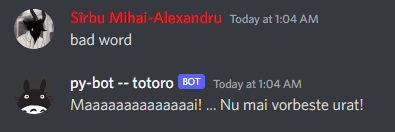 Sîrbu Mihai-Alexandru Today at 1:04 AM
bad word
py-bot -- totoro BOT Today at 1:04 AM
Maaaaaaaaaaaaaai! ... Nu mai vorbeste urat!